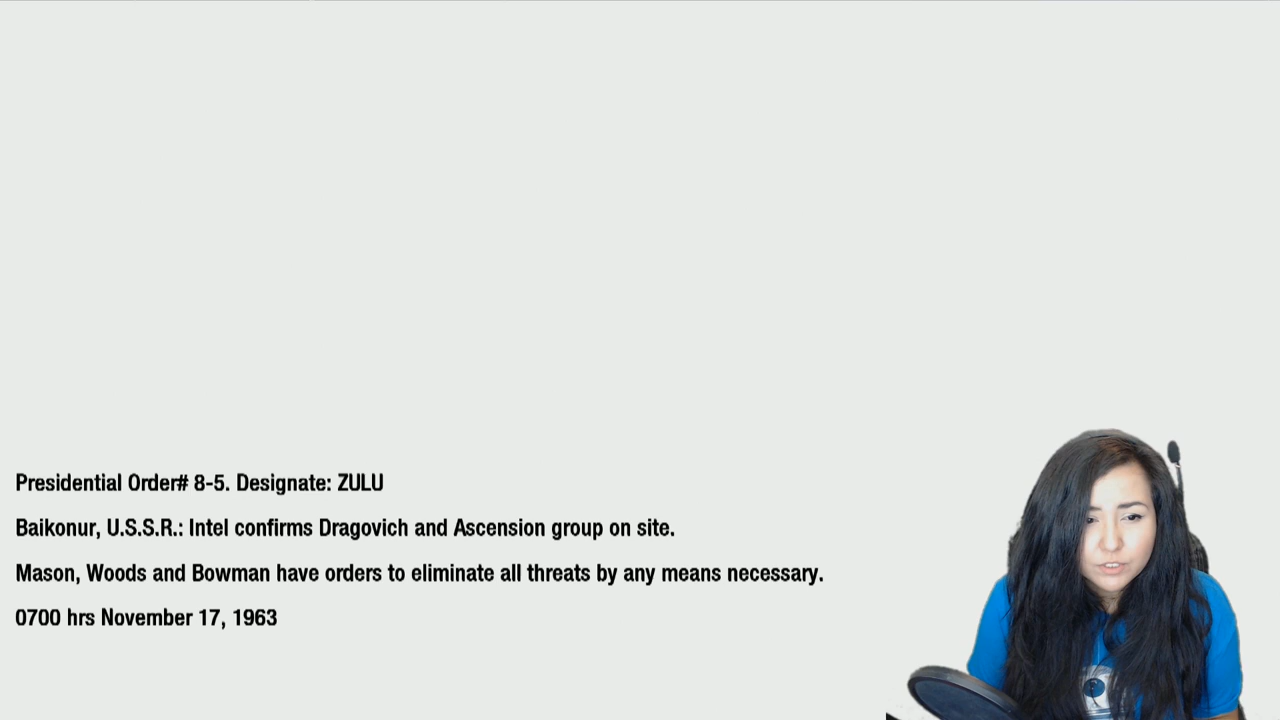 Presidential Order# 8-5. Designate: ZULU
Baikonur, U.S.S.R.: Intel confirms Dragovich and Ascension group on site.
Mason, Woods and Bowman have orders to eliminate all threats by any means necessary.
0700 hrs November 17, 1963